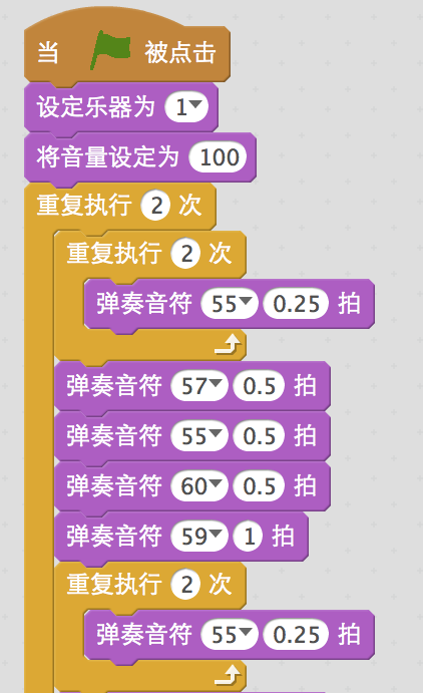 当 被点击
设定乐器为 1
将音量设定为 100
重复执行 2 次
重复执行 2 次
弹奏音符 55 0.25 拍
弹奏音符 57 0.5 拍
弹奏音符 55 0.5 拍
弹奏音符 60 0.5 拍
弹奏音符 59 1 拍
重复执行 2 次
弹奏音符 55 0.25 拍